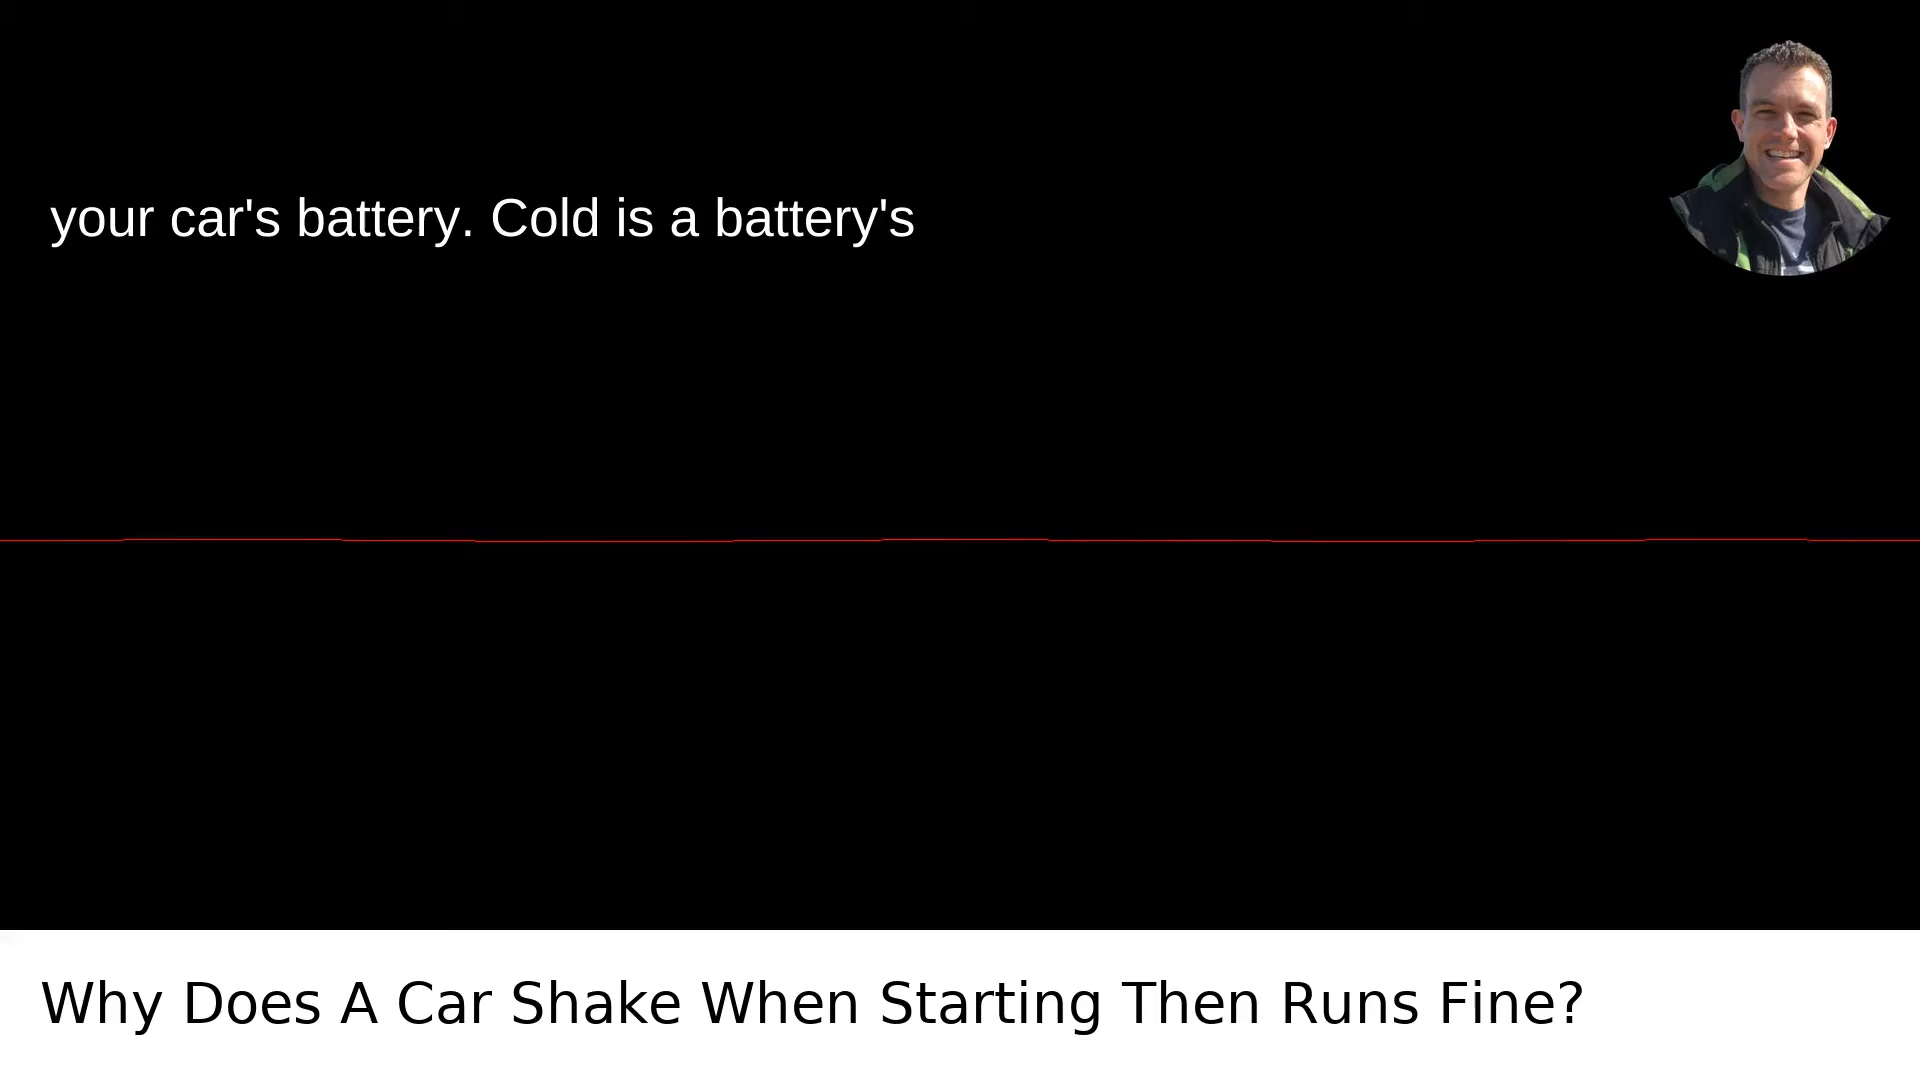 your car's battery. Cold is a battery's
Why Does A Car Shake When Starting Then Runs Fine?